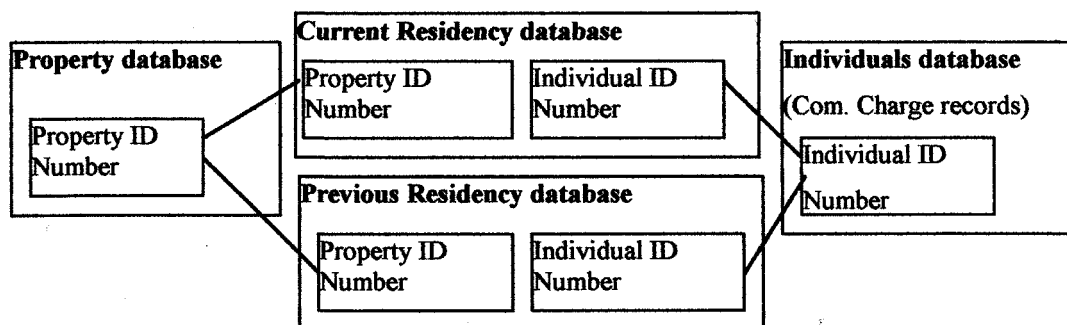 Property database
Property ID
Number
Current Residency database
Property ID
Number
Individual ID
Number
Previous Residency database
Property ID
Number
Individual ID
Number
Individuals database
(Com. Charge records)
Individual ID
Number